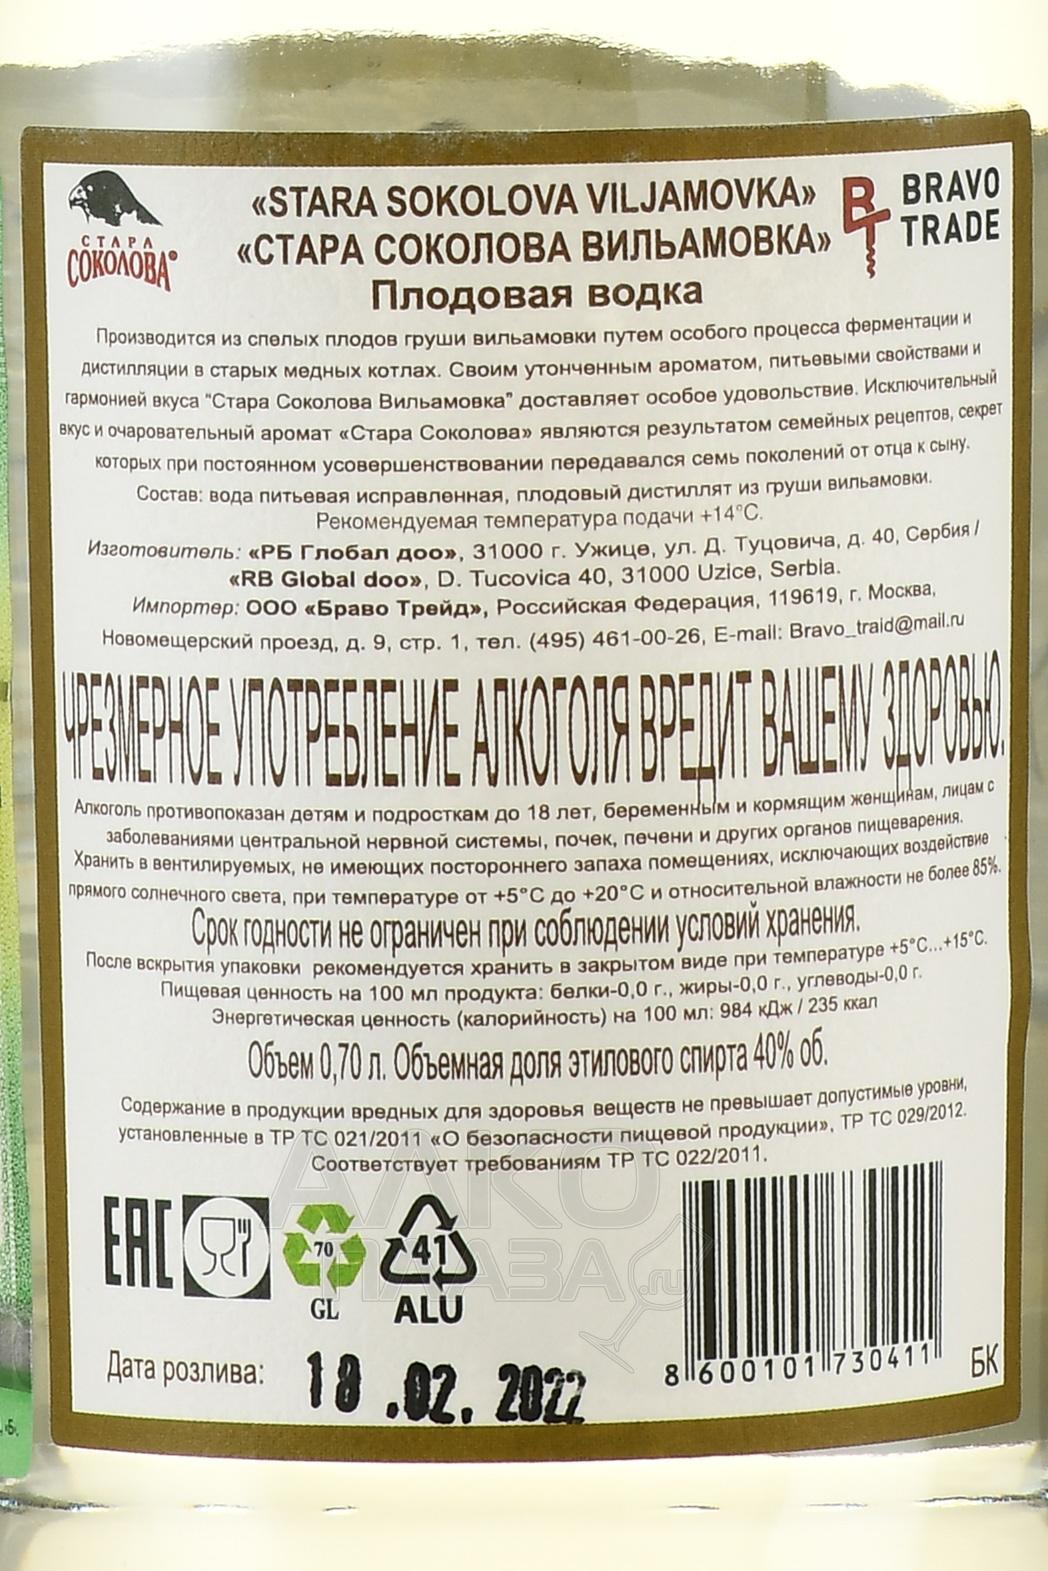 СТАРА
СОКОЛОВА®
«STARA SOKOLOVA VILJAMOVKA»
«СТАРА СОКОЛОВА ВИЛЬАМОВКА»
Плодовая водка
BRAVO
TRADE
Производится из спелых плодов груши вильамовки путем особого процесса ферментации и
дистилляции в старых медных котлах. Своим утонченным ароматом, питьевыми свойствами и
гармонией вкуса "Стара Соколова Вильамовка" доставляет особое удовольствие. Исключительный
вкус и очаровательный аромат «Стара Соколова» являются результатом семейных рецептов, секрет
которых при постоянном усовершенствовании передавался семь поколений от отца к сыну.
Состав: вода питьевая исправленная, плодовый дистиллят из груши вильамовки.
Рекомендуемая температура подачи +14°С.
Изготовитель: «РБ Глобал доо», 31000 г. Ужице, ул. Д. Туцовича, д. 40, Сербия /
«RB Global doo», D. Tucovica 40, 31000 Uzice, Serbia.
Импортер: ООО «Браво Трейд», Российская Федерация, 119619, г. Москва,
Новомещерский проезд, д. 9, стр. 1, тел. (495) 461-00-26, E-mail: Bravo_traid@mail.ru
ЧРЕЗМЕРНОЕ УПОТРЕБЛЕНИЕ АЛКОГОЛЯ ВРЕДИТ ВАШЕМУ ЗДОРОВЬЮ.
Алкоголь противопоказан детям и подросткам до 18 лет, беременным и кормящим женщинам, лицам с
заболеваниями центральной нервной системы, почек, печени и других органов пищеварения.
Хранить в вентилируемых, не имеющих постороннего запаха помещениях, исключающих воздействие
прямого солнечного света, при температуре от +5°С до +20°С и относительной влажности не более 85%.
Срок годности не ограничен при соблюдении условий хранения.
После вскрытия упаковки рекомендуется хранить в закрытом виде при температуре +5°С...+15°С.
Пищевая ценность на 100 мл продукта: белки-0,0 г., жиры-0,0 г., углеводы-0,0 г.
Энергетическая ценность (калорийность) на 100 мл: 984 кДж / 235 ккал
Объем 0,70 л. Объемная доля этилового спирта 40% об.
Содержание в продукции вредных для здоровья веществ не превышает допустимые уровни,
установленные в ТР ТС 021/2011 «О безопасности пищевой продукции», ТР ТС 029/2012.
Соответствует требованиям ТР ТС 022/2011.
АЛКО
ПЛАЗА.ru
EAC
70
GL
41
ALU
8 600101 730411
БК
Дата розлива:
18.02.2022